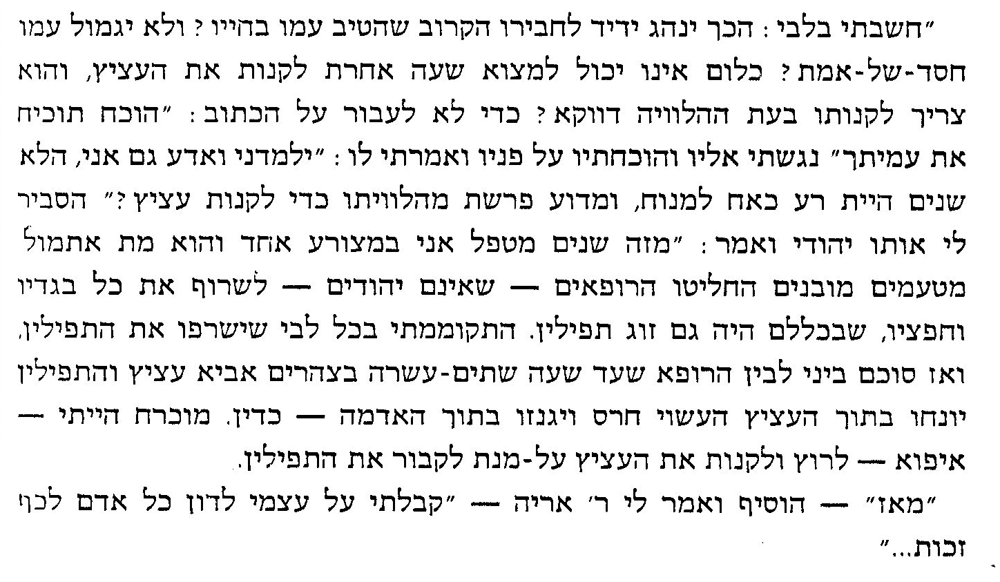 ״חשבתי בלבי : הכך ינהג ידיד לחבירו הקרוב שהטיב עמו בחייו ? ולא יגמול עמו
חסד-של-אמת ? כלום אינו יכול למצוא שעה אחרת לקנות את העציץ, והוא
צריך לקנותו בעת ההלוויה דווקא ? כדי לא לעבור על הכתוב : ״הוכח תוכיח
את עמיתך״ נגשתי אליו והוכחתיו על פניו ואמרתי לו : ״ילמדני ואדע גם אני, הלא
שנים היית רע כאח למנוח, ומדוע פרשת מהלוויתו כדי לקנות עציץ ?״ הסביר
לי אותו יהודי ואמר : ״מזה שנים מטפל אני במצורע אחד והוא מת אתמול
מטעמים מובנים החליטו הרופאים — שאינם יהודים — לשרוף את כל בגדיו
וחפציו, שבכללם היה גם זוג תפילין. התקוממתי בכל לבי שישרפו את התפילין,
ואז סוכם ביני לבין הרופא שעד שעה שתים-עשרה בצהרים אביא עציץ והתפילין
יונחו בתוך העציץ העשוי חרס ויגנזו בתוך האדמה — כדין. מוכרח הייתי —
איפוא — לרוץ ולקנות את העציץ על-מנת לקבור את התפילין.
״מאז״ — הוסיף ואמר לי ר׳ אריה — ״קבלתי על עצמי לדון כל אדם לכף
זכות...״